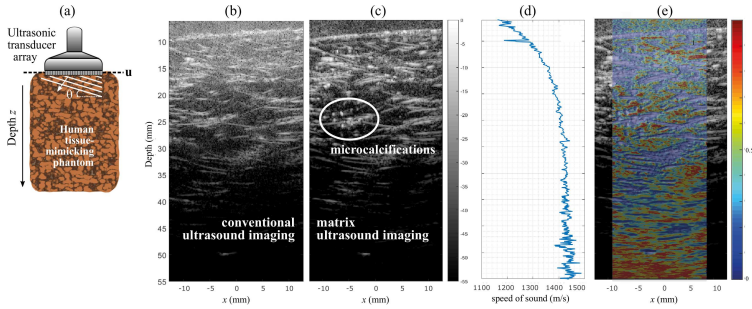 (a)
Ultrasonic
transducer
array
u
θ
Depth z
Human
tissue-
mimicking
phantom
(b)
Depth (mm)
5
10
15
20
25
30
35
40
45
50
55
conventional
ultrasound imaging
-10 -5 0 5 10
x (mm)
(c)
microcalcifications
matrix
ultrasound imaging
-10 -5 0 5 10
x (mm)
0
-5
-10
-15
-20
-25
-30
-35
-40
-45
-50
-55
(d)
1100 1200 1300 1400 1500
speed of sound (m/s)
(e)
-10 -5 0 5 10
x (mm)
0